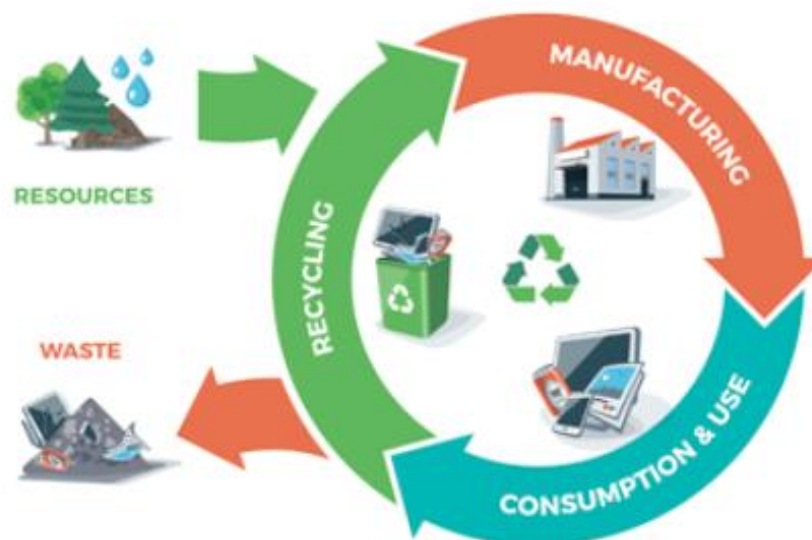 RESOURCES
MANUFACTURING
RECYCLING
WASTE
CONSUMPTION & USE